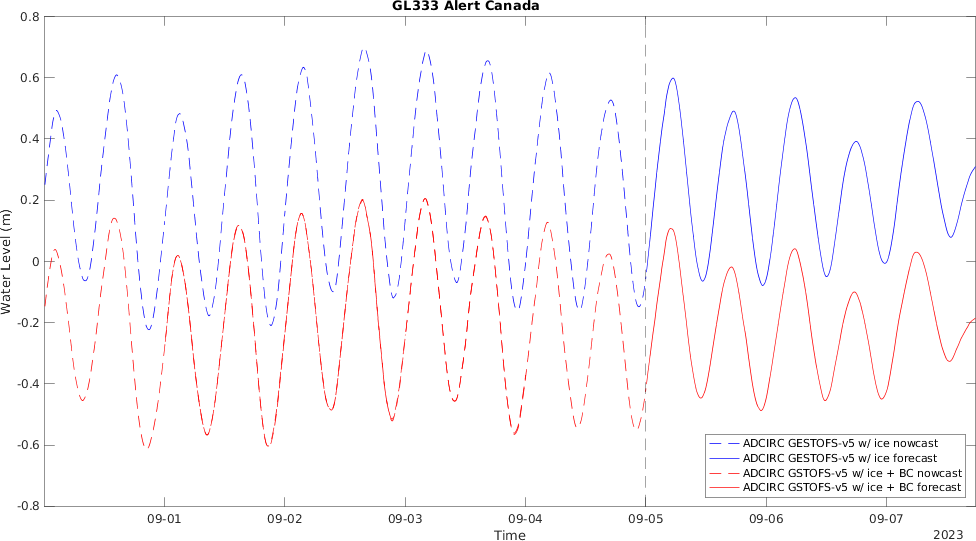 GL333 Alert Canada
0.8
0.6
0.4
0.2
0
-0.2
-0.4
-0.6
-0.8
Water Level (m)
ADCIRC GESTOFS-v5 w/ ice nowcast
ADCIRC GESTOFS-v5 w/ ice forecast
ADCIRC GSTOFS-v5 w/ ice + BC nowcast
ADCIRC GSTOFS-v5 w/ ice + BC forecast
09-01 09-02 09-03 09-04 09-05 09-06 09-07
Time
2023